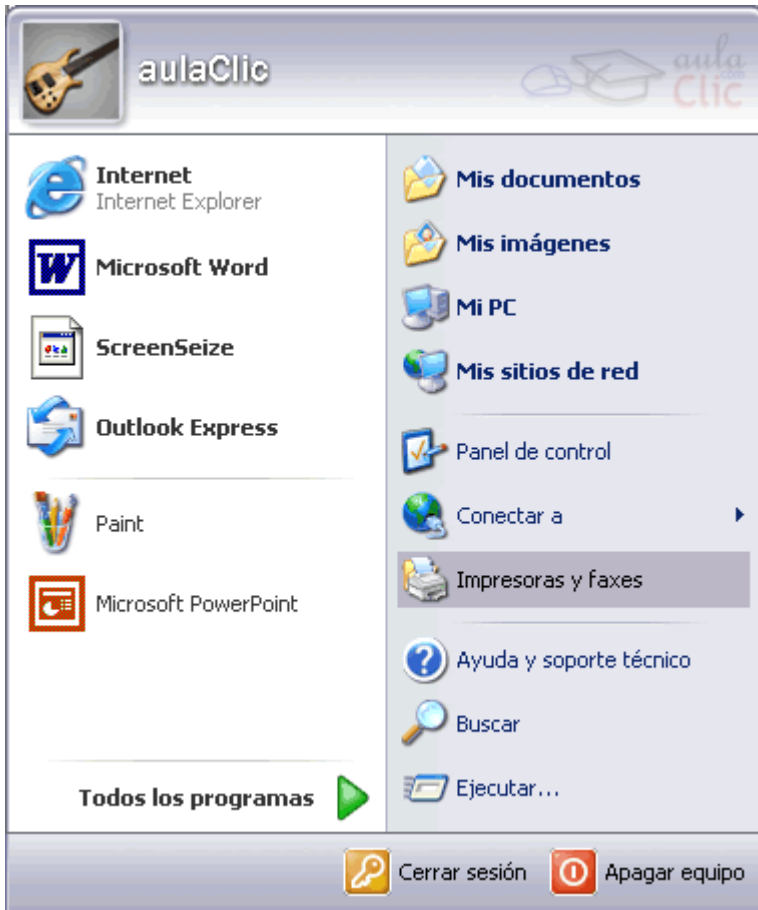 aulaClic
aula
.com
Clic
Internet
Internet Explorer
Microsoft Word
ScreenSeize
Outlook Express
Paint
Microsoft PowerPoint
Todos los programas
Mis documentos
Mis imágenes
Mi PC
Mis sitios de red
Panel de control
Conectar a
Impresoras y faxes
Ayuda y soporte técnico
Buscar
Ejecutar...
Cerrar sesión
Apagar equipo